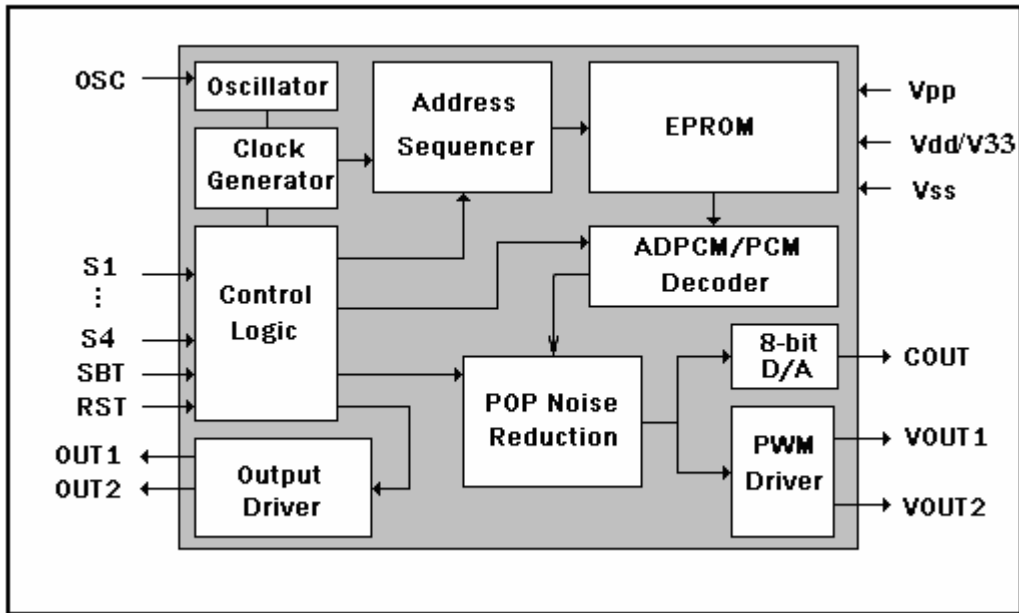 OSC
Oscillator
Clock
Generator
Address
Sequencer
EPROM
Vpp
Vdd/V33
Vss
S1
⋮
S4
SBT
RST
Control
Logic
ADPCM/PCM
Decoder
POP Noise
Reduction
8-bit
D/A
COUT
PWM
Driver
VOUT1
VOUT2
OUT1
OUT2
Output
Driver